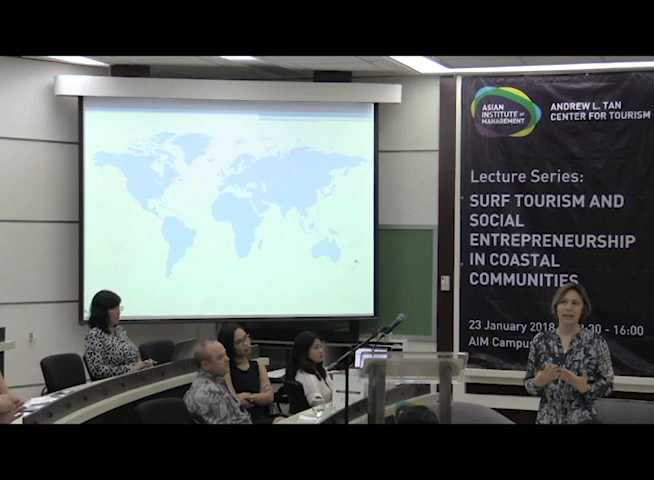 ASIAN
INSTITUTE OF
MANAGEMENT
ANDREW L. TAN
CENTER FOR TOURISM
Lecture Series:
SURF TOURISM AND
SOCIAL
ENTREPRENEURSHIP
IN COASTAL
COMMUNITIES
23 January 2018 :30 - 16:00
AIM Campus